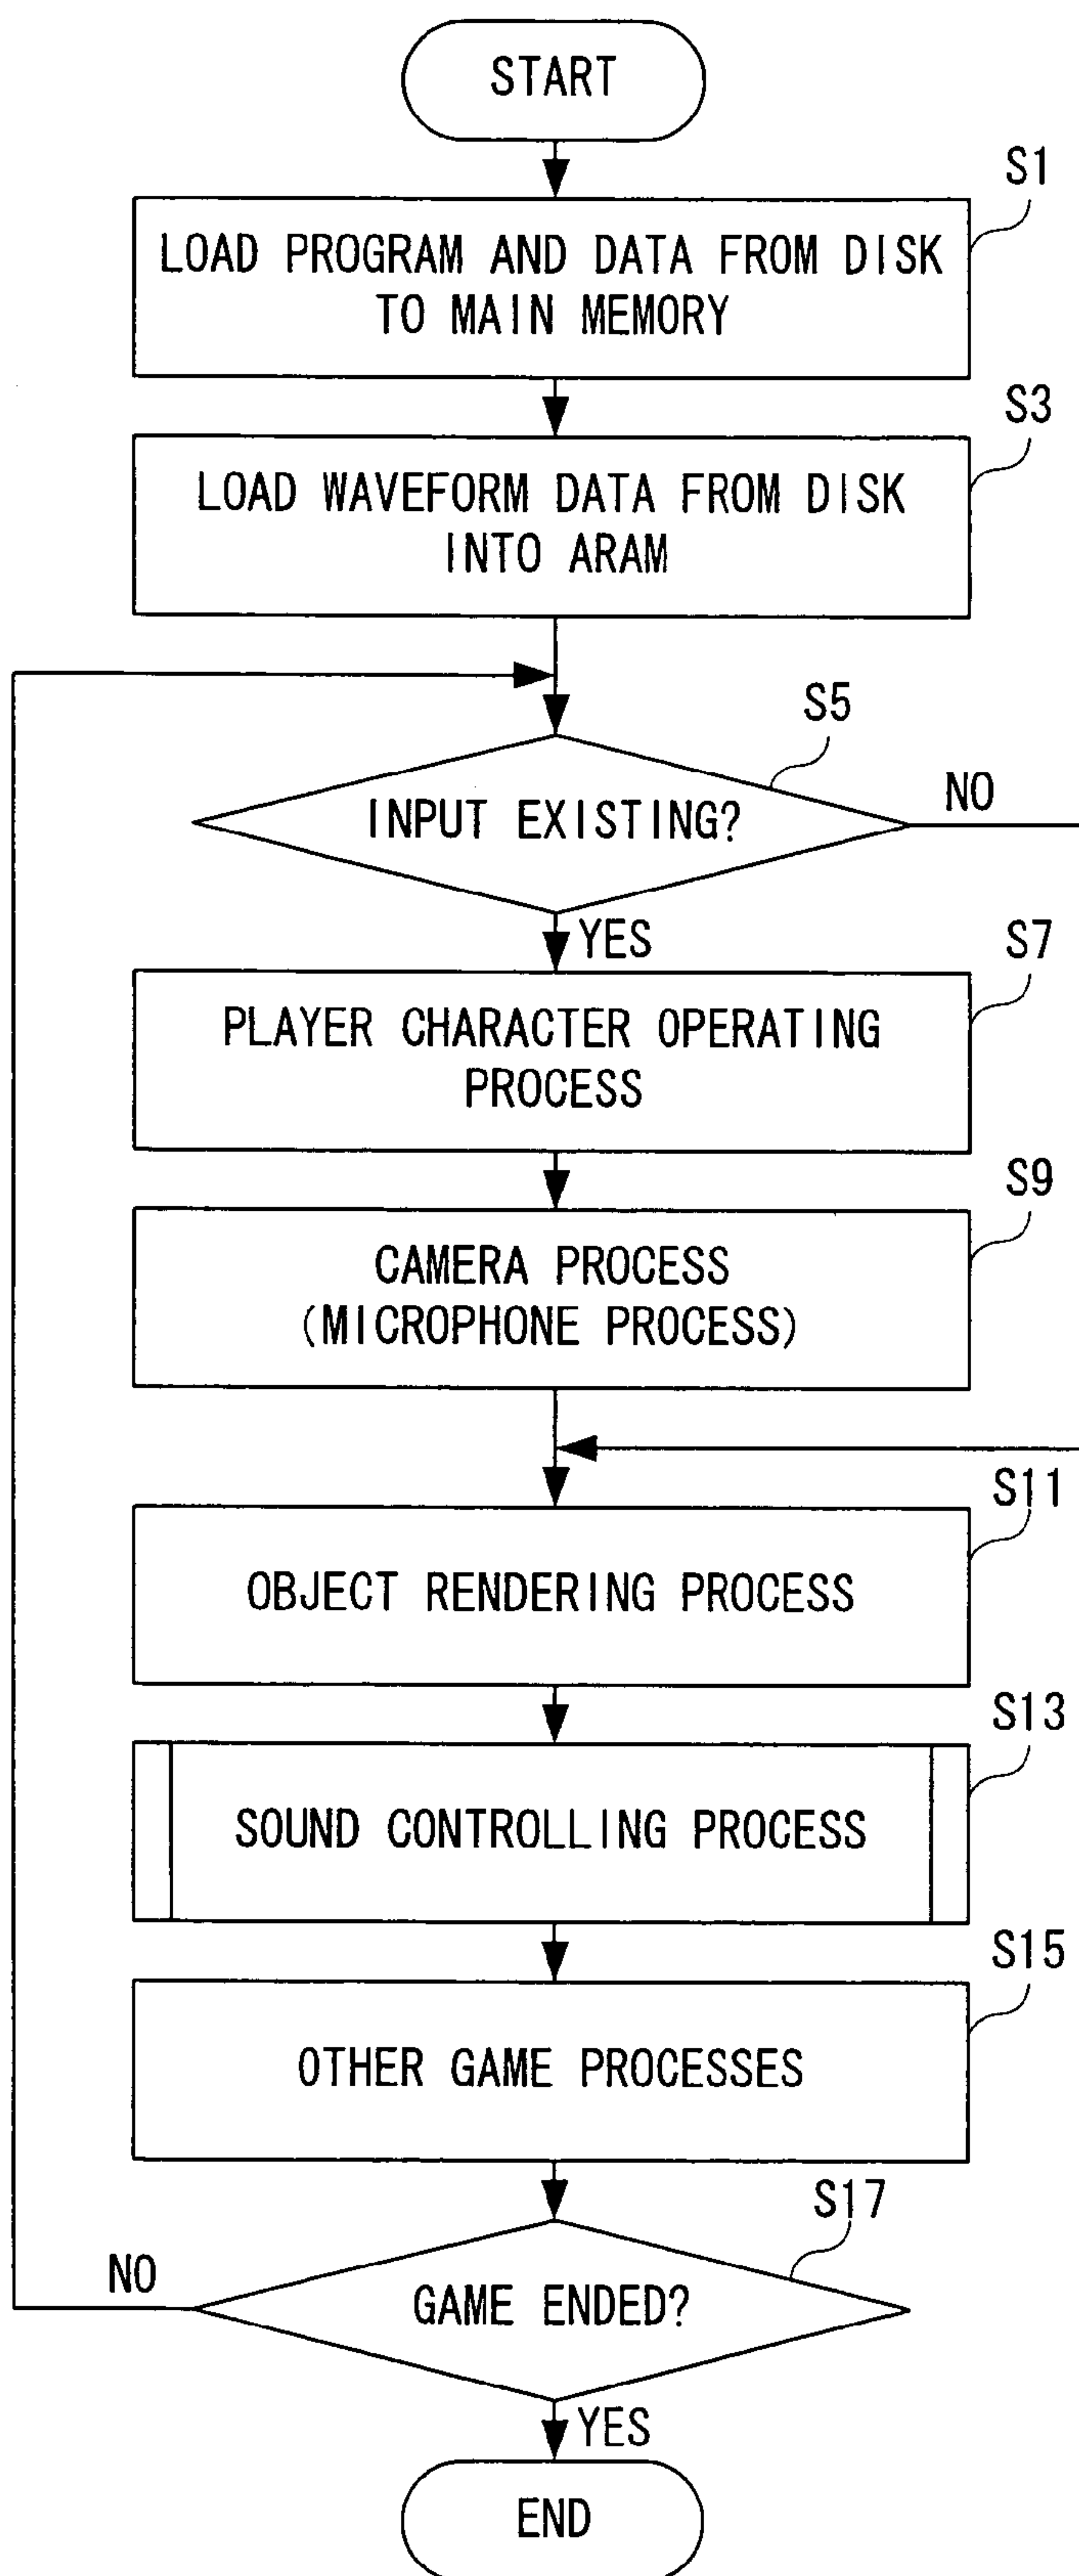 START
S1
LOAD PROGRAM AND DATA FROM DISK
TO MAIN MEMORY
S3
LOAD WAVEFORM DATA FROM DISK
INTO ARAM
S5
INPUT EXISTING?
NO
YES
S7
PLAYER CHARACTER OPERATING
PROCESS
S9
CAMERA PROCESS
(MICROPHONE PROCESS)
S11
OBJECT RENDERING PROCESS
S13
SOUND CONTROLLING PROCESS
S15
OTHER GAME PROCESSES
S17
NO
GAME ENDED?
YES
END